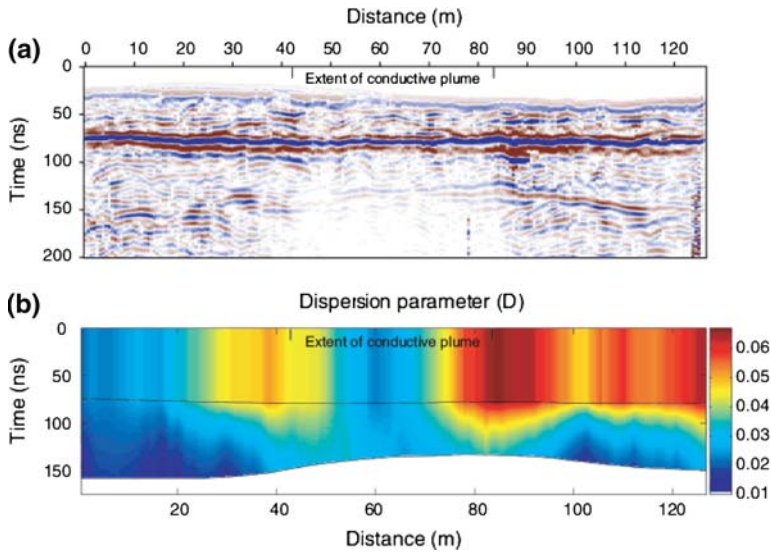 Distance (m)
(a)
0 10 20 30 40 50 60 70 80 90 100 110 120
Extent of conductive plume
Time (ns)
0
50
100
150
200
(b)
Dispersion parameter (D)
Extent of conductive plume
Time (ns)
0
50
100
150
0.06
0.05
0.04
0.03
0.02
0.01
20 40 60 80 100 120
Distance (m)